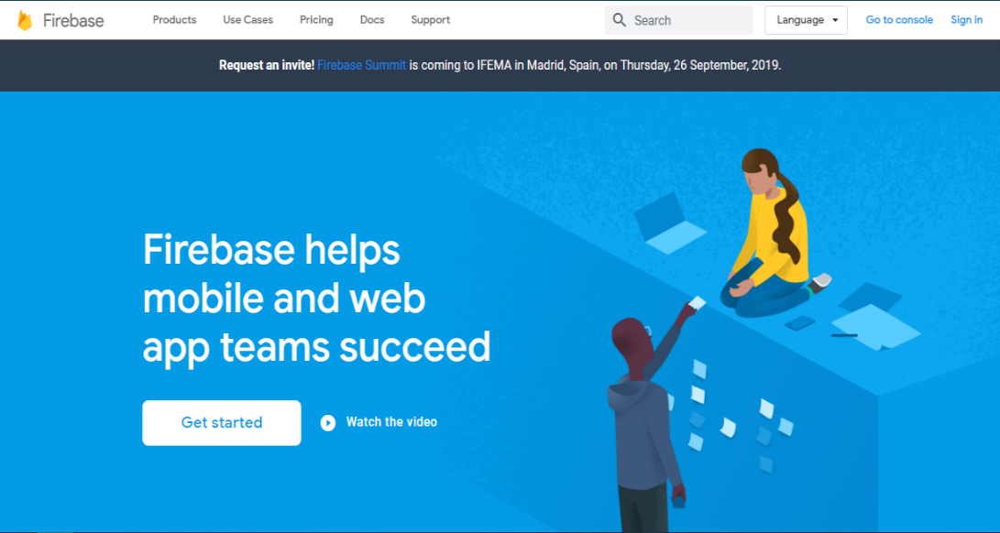 Firebase Products Use Cases Pricing Docs Support Search Language Go to console Sign in
Request an invite! Firebase Summit is coming to IFEMA in Madrid, Spain, on Thursday, 26 September, 2019.
Firebase helps
mobile and web
app teams succeed
Get started Watch the video